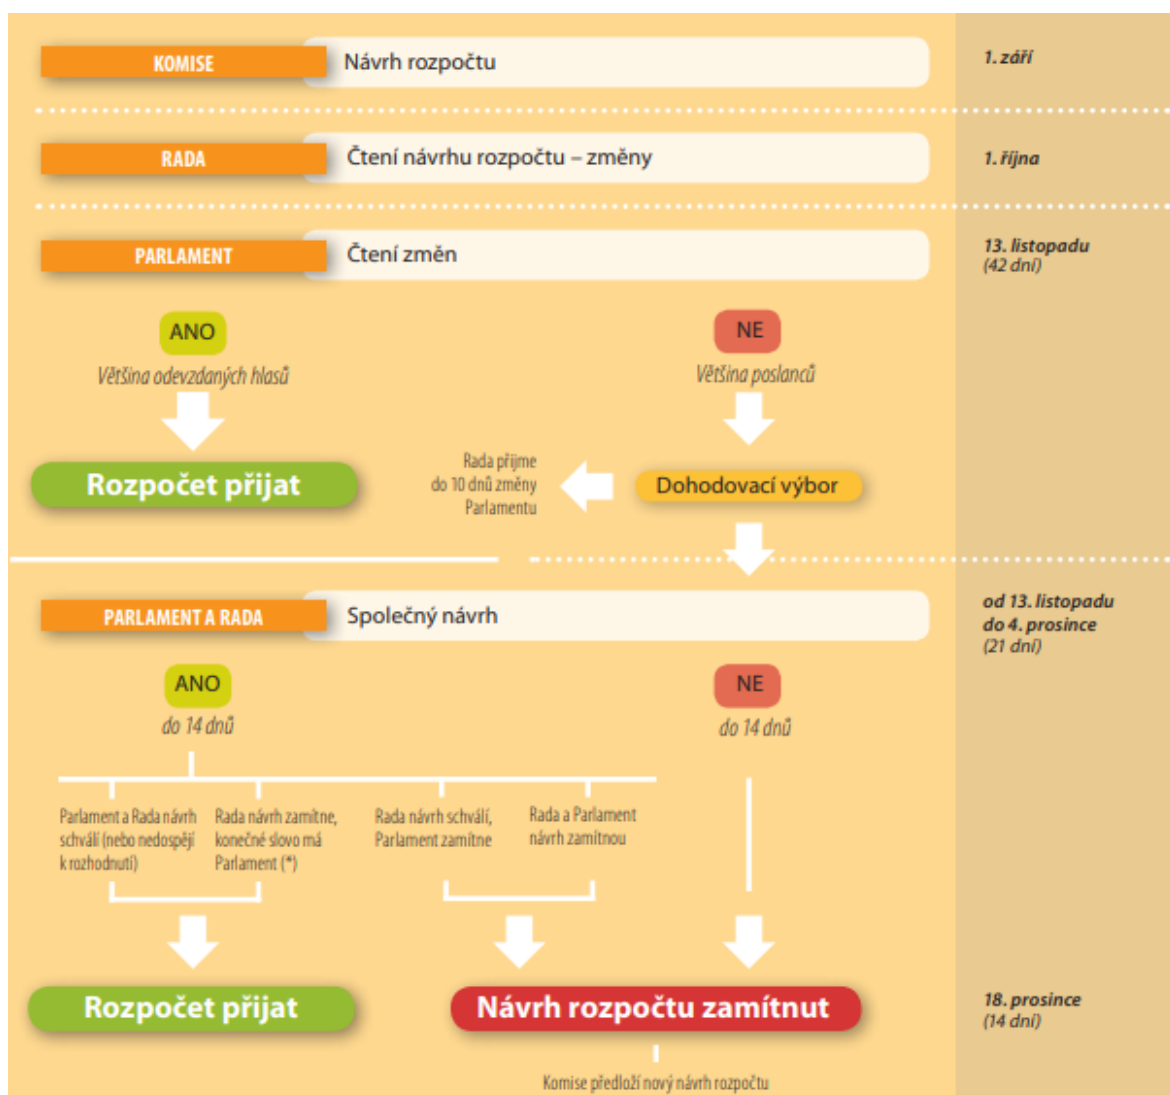 KOMISE
Návrh rozpočtu
1. září
RADA
Čtení návrhu rozpočtu – změny
1. října
PARLAMENT
Čtení změn
13. listopadu
(42 dní)
ANO
Většina odevzdaných hlasů
NE
Většina poslanců
Rozpočet přijat
Rada přijme
do 10 dnů změny
Parlamentu
Dohodovací výbor
PARLAMENT A RADA
Společný návrh
od 13. listopadu
do 4. prosince
(21 dní)
ANO
do 14 dnů
NE
do 14 dnů
Parlament a Rada návrh
schválí (nebo nedospějí
k rozhodnutí)
Rada návrh zamítne,
konečné slovo má
Parlament (*)
Rada návrh schválí,
Parlament zamítne
Rada a Parlament
návrh zamítnou
Rozpočet přijat
Návrh rozpočtu zamítnut
18. prosince
(14 dní)
Komise předloží nový návrh rozpočtu